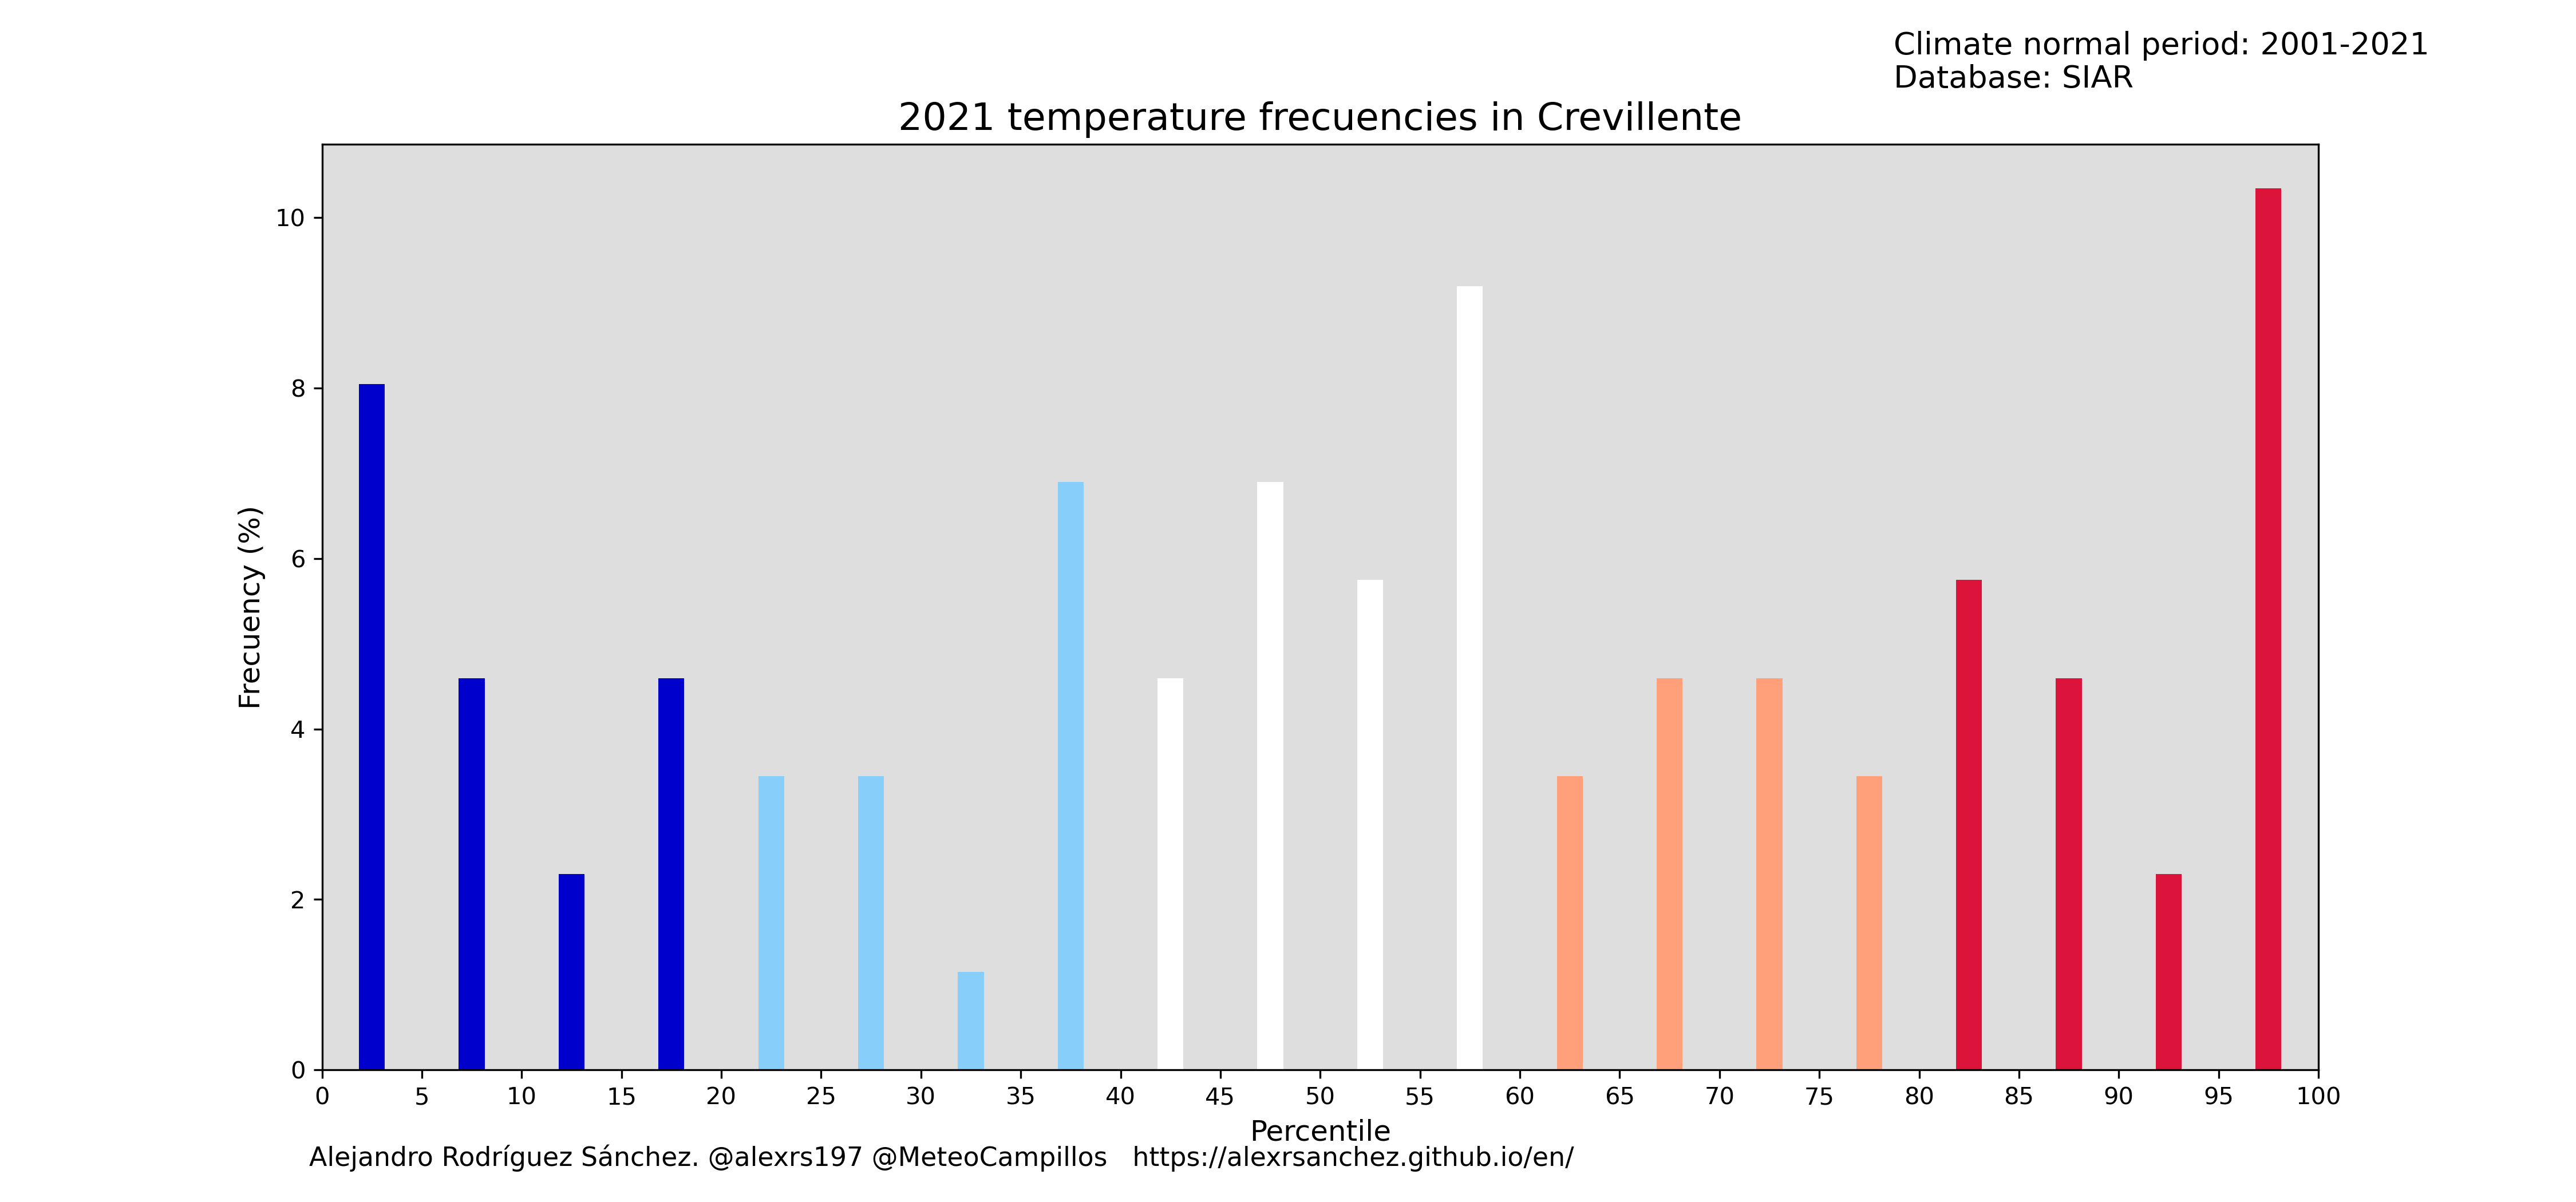 Climate normal period: 2001-2021
Database: SIAR
2021 temperature frecuencies in Crevillente
Frecuency (%)
10
8
6
4
2
0
0 5 10 15 20 25 30 35 40 45 50 55 60 65 70 75 80 85 90 95 100
Percentile
Alejandro Rodríguez Sánchez. @alexrs197 @MeteoCampillos https://alexrsanchez.github.io/en/